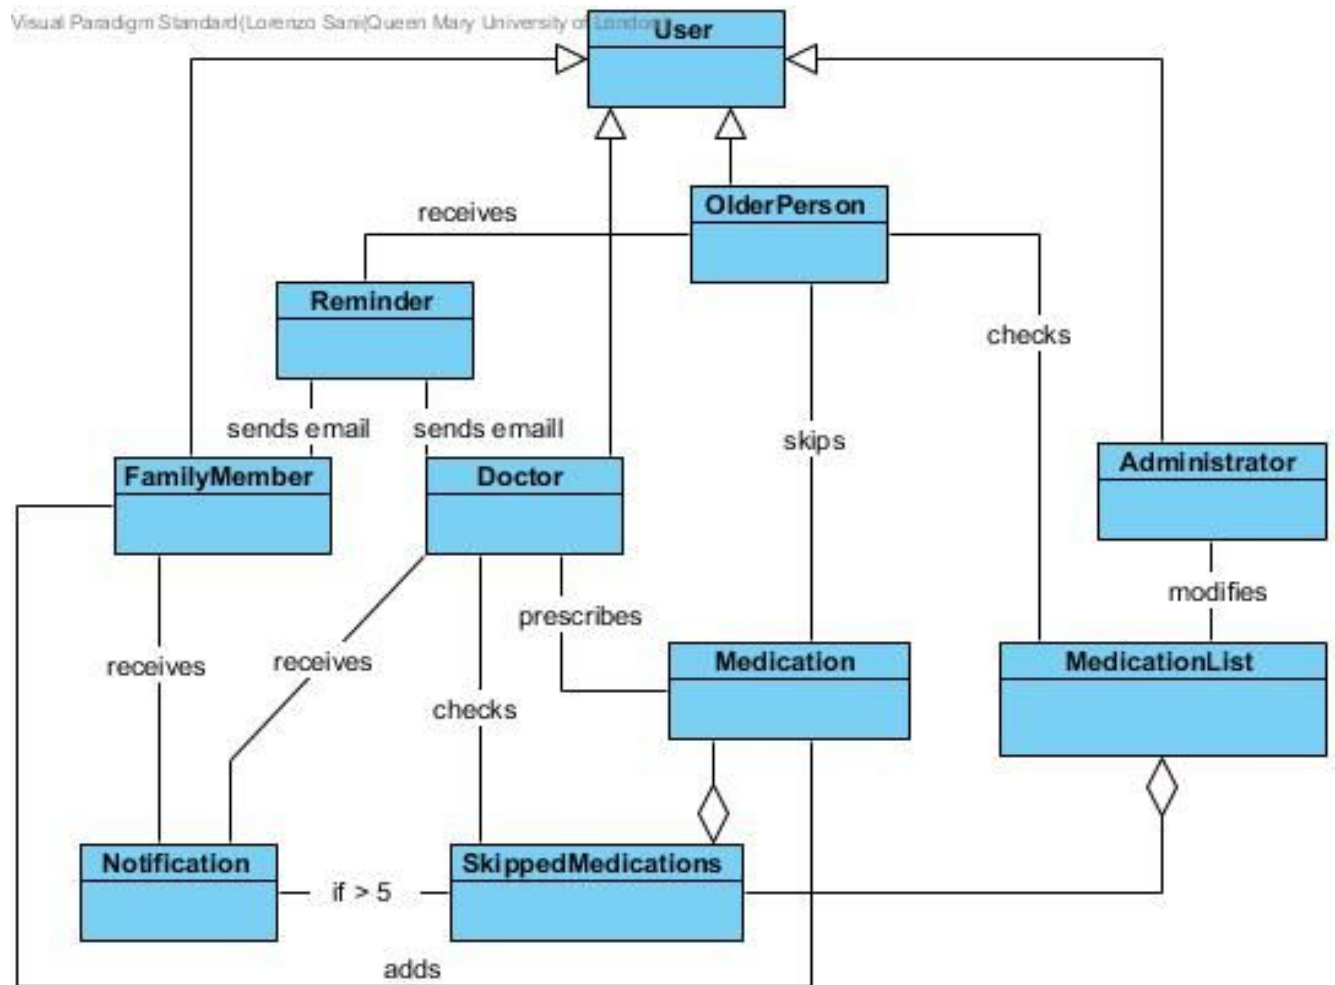 Visual Paradigm Standard(Lorenzo Sani(Queen Mary University of London))
User
OlderPerson
receives
Reminder
checks
sends email
sends emaill
skips
FamilyMember
Doctor
Administrator
modifies
prescribes
receives
receives
Medication
MedicationList
checks
Notification
SkippedMedications
if > 5
adds